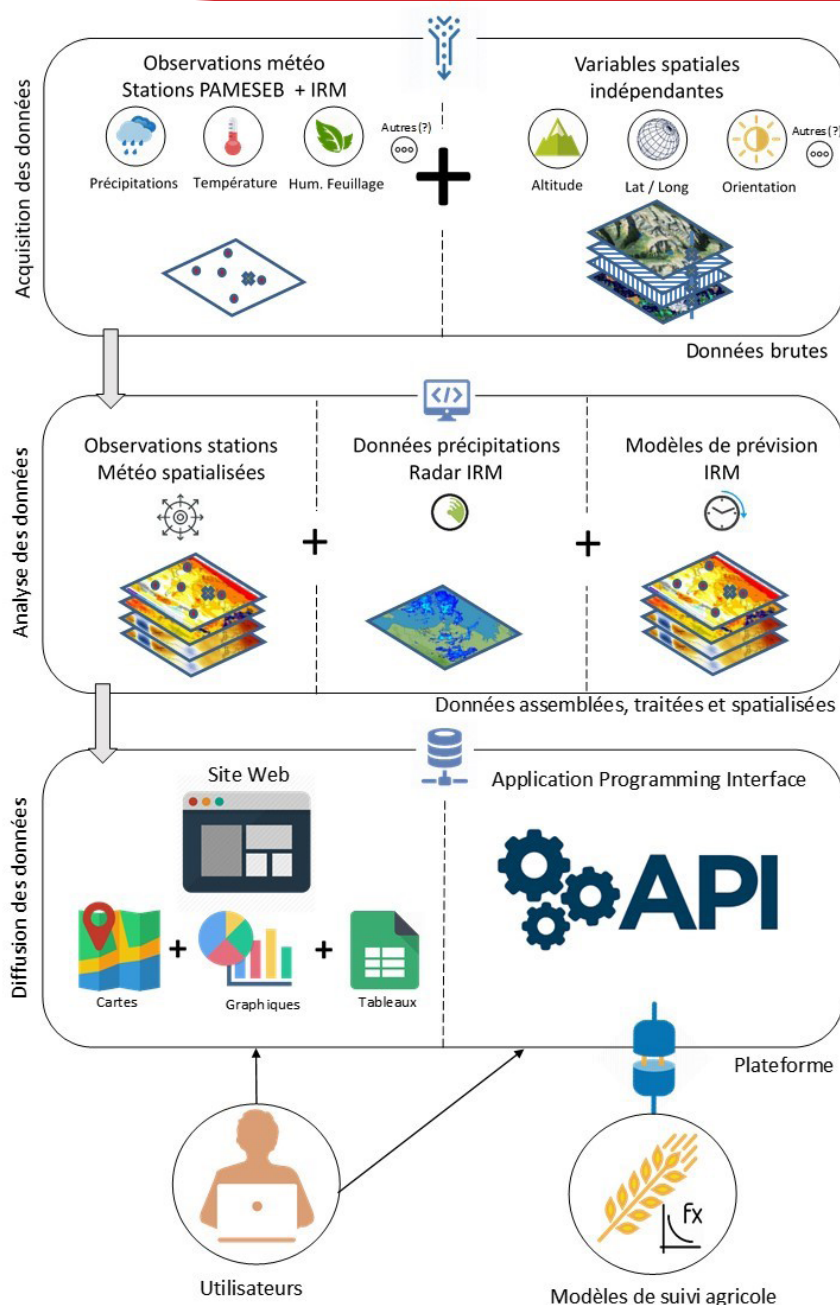 Acquisition des données
Observations météo
Stations PAMESEB + IRM
Précipitations
Température
Hum. Feuillage
Autres(?)
+
Variables spatiales
indépendantes
Altitude
Lat / Long
Orientation
Autres(?)
Données brutes
Analyse des données
</>
Observations stations
Météo spatialisées
+
Données précipitations
Radar IRM
+
Modèles de prévision
IRM
Données assemblées, traitées et spatialisées
Diffusion des données
Site Web
Cartes
+
Graphiques
+
Tableaux
Application Programming Interface
API
Plateforme
Utilisateurs
fx
Modèles de suivi agricole